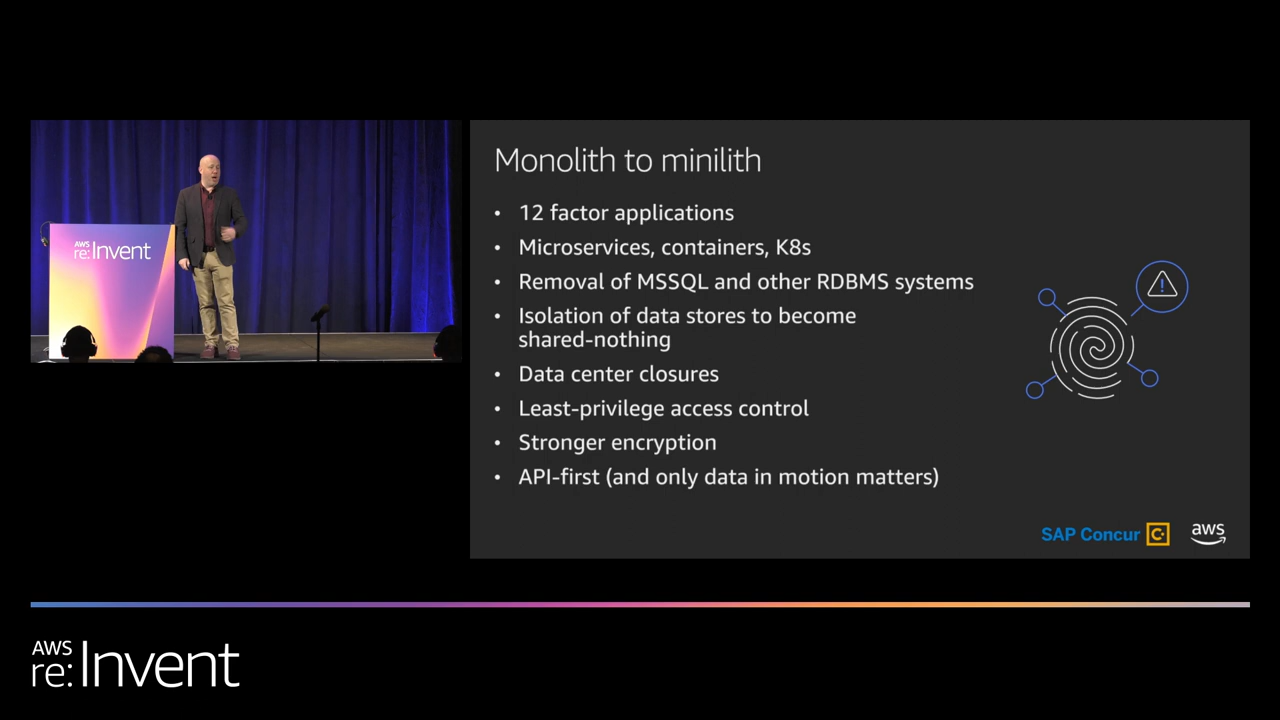 AWS
re:Invent
Monolith to minilith
• 12 factor applications
• Microservices, containers, K8s
• Removal of MSSQL and other RDBMS systems
• Isolation of data stores to become
shared-nothing
• Data center closures
• Least-privilege access control
• Stronger encryption
• API-first (and only data in motion matters)
SAP Concur C.
aws
AWS
re:Invent